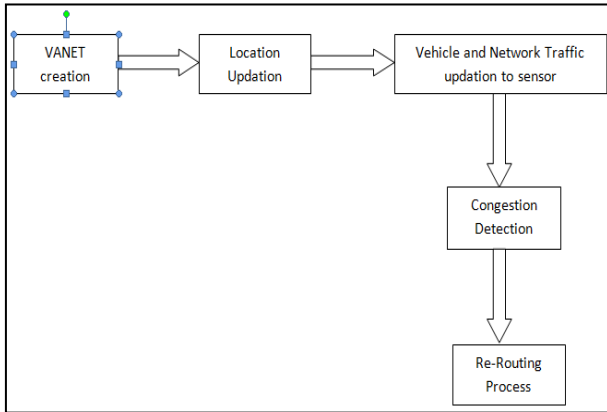 VANET
creation
Location
Updation
Vehicle and Network Traffic
updation to sensor
Congestion
Detection
Re-Routing
Process